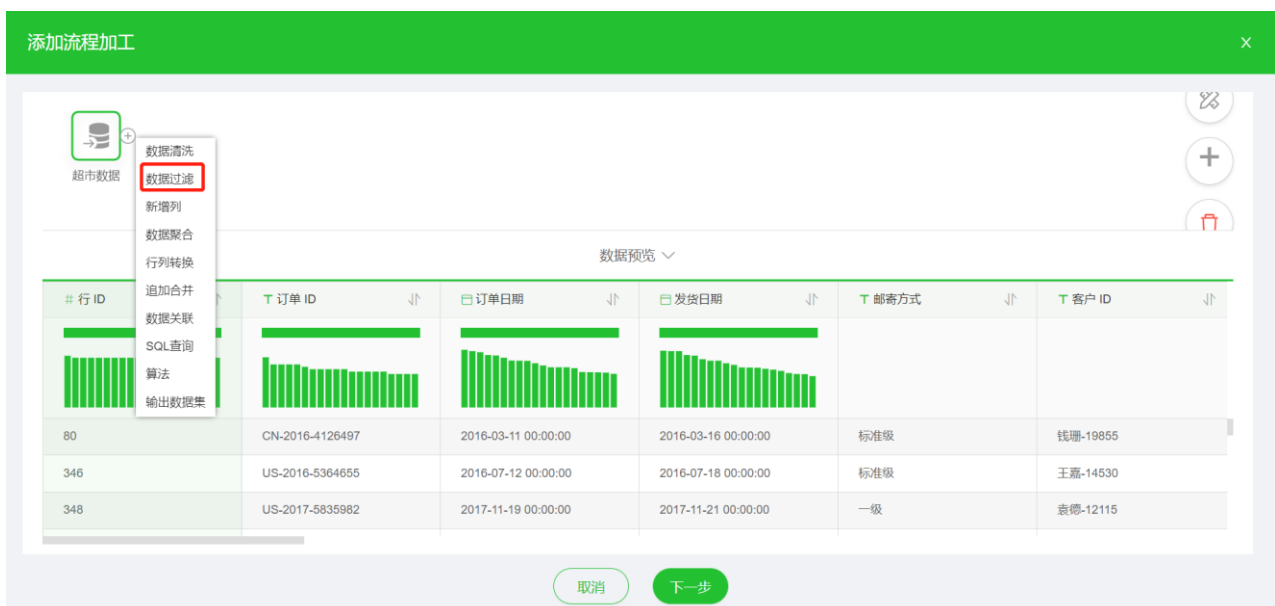 添加流程加工 X
超市数据
数据清洗
数据过滤
新增列
数据聚合
行列转换
追加合并
数据关联
SQL查询
算法
输出数据集
数据预览
# 行 ID T 订单 ID 订单日期 发货日期 T 邮寄方式 T 客户 ID
80 CN-2016-4126497 2016-03-11 00:00:00 2016-03-16 00:00:00 标准级 钱珊-19855
346 US-2016-5364655 2016-07-12 00:00:00 2016-07-18 00:00:00 标准级 王嘉-14530
348 US-2017-5835982 2017-11-19 00:00:00 2017-11-21 00:00:00 一级 袁德-12115
取消 下一步